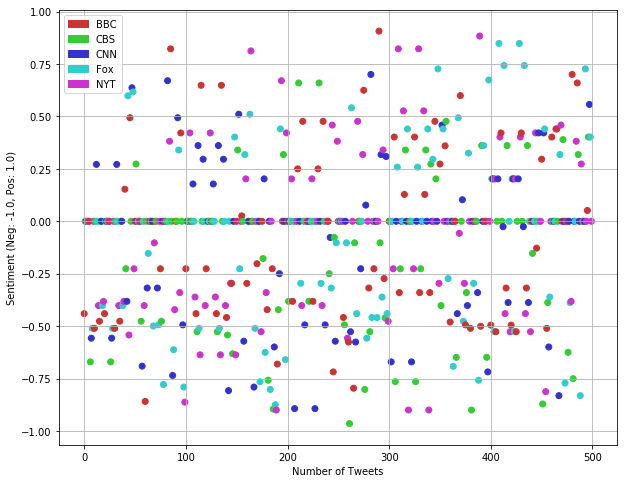 BBC
CBS
CNN
Fox
NYT
1.00
0.75
0.50
0.25
0.00
−0.25
−0.50
−0.75
−1.00
Sentiment (Neg: -1.0, Pos: 1.0)
0 100 200 300 400 500
Number of Tweets